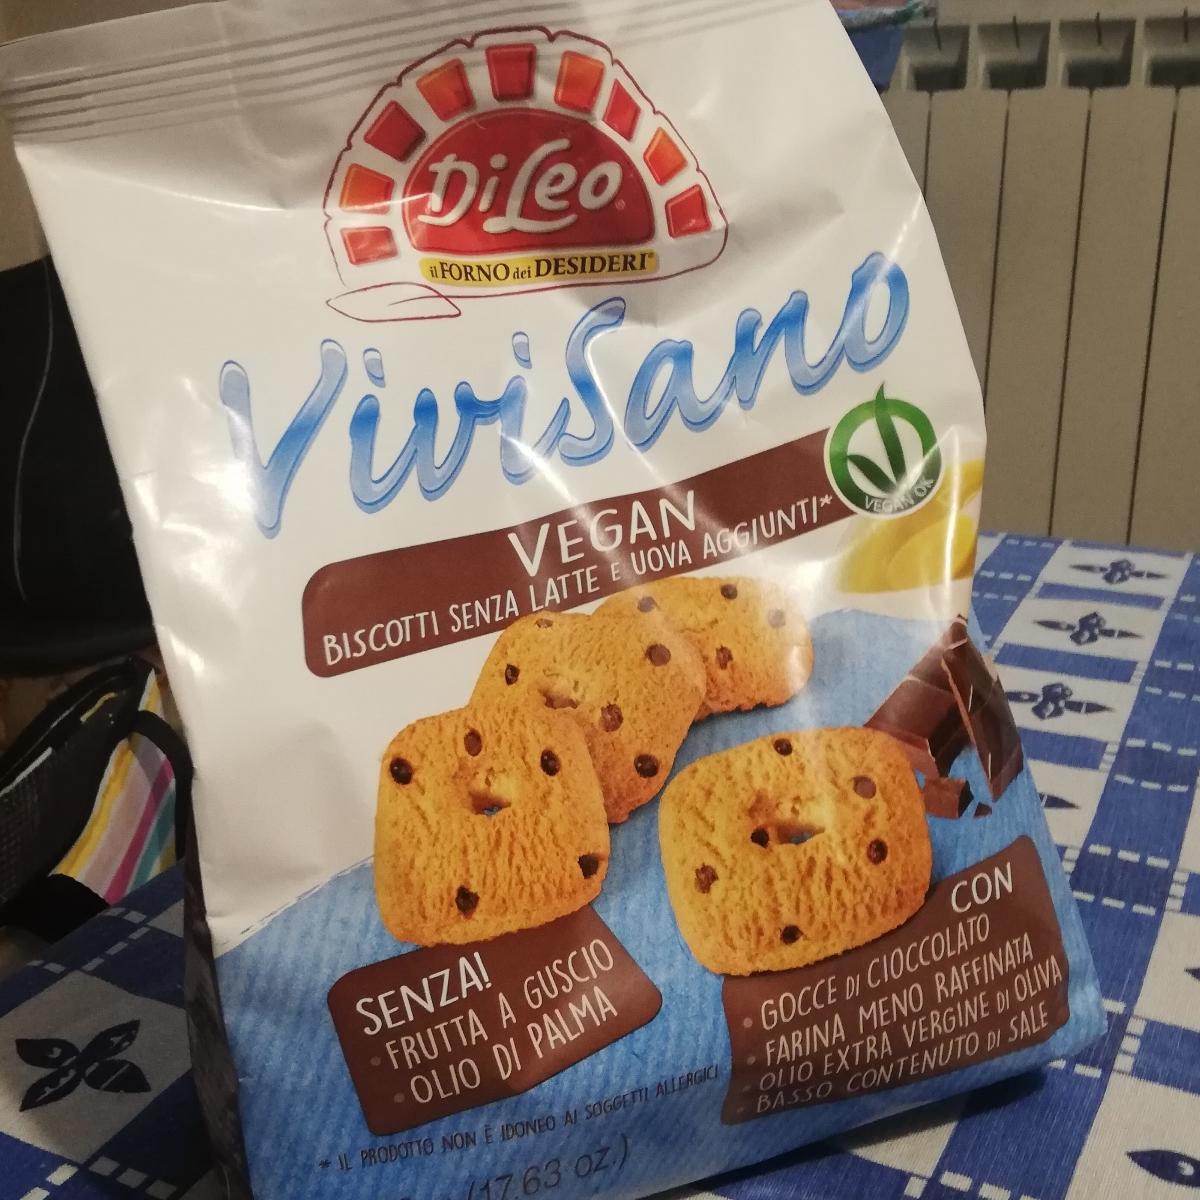 DiLeo
il FORNO dei DESIDERI®
ViviSano
VEGAN
BISCOTTI SENZA LATTE E UOVA AGGIUNTI*
VEGAN OK
SENZA!
• FRUTTA A GUSCIO
• OLIO DI PALMA
CON
• GOCCE DI CIOCCOLATO
• FARINA MENO RAFFINATA
• OLIO EXTRA VERGINE DI OLIVA
• BASSO CONTENUTO DI SALE
* IL PRODOTTO NON È IDONEO AI SOGGETTI ALLERGICI
(17.63 oz.)